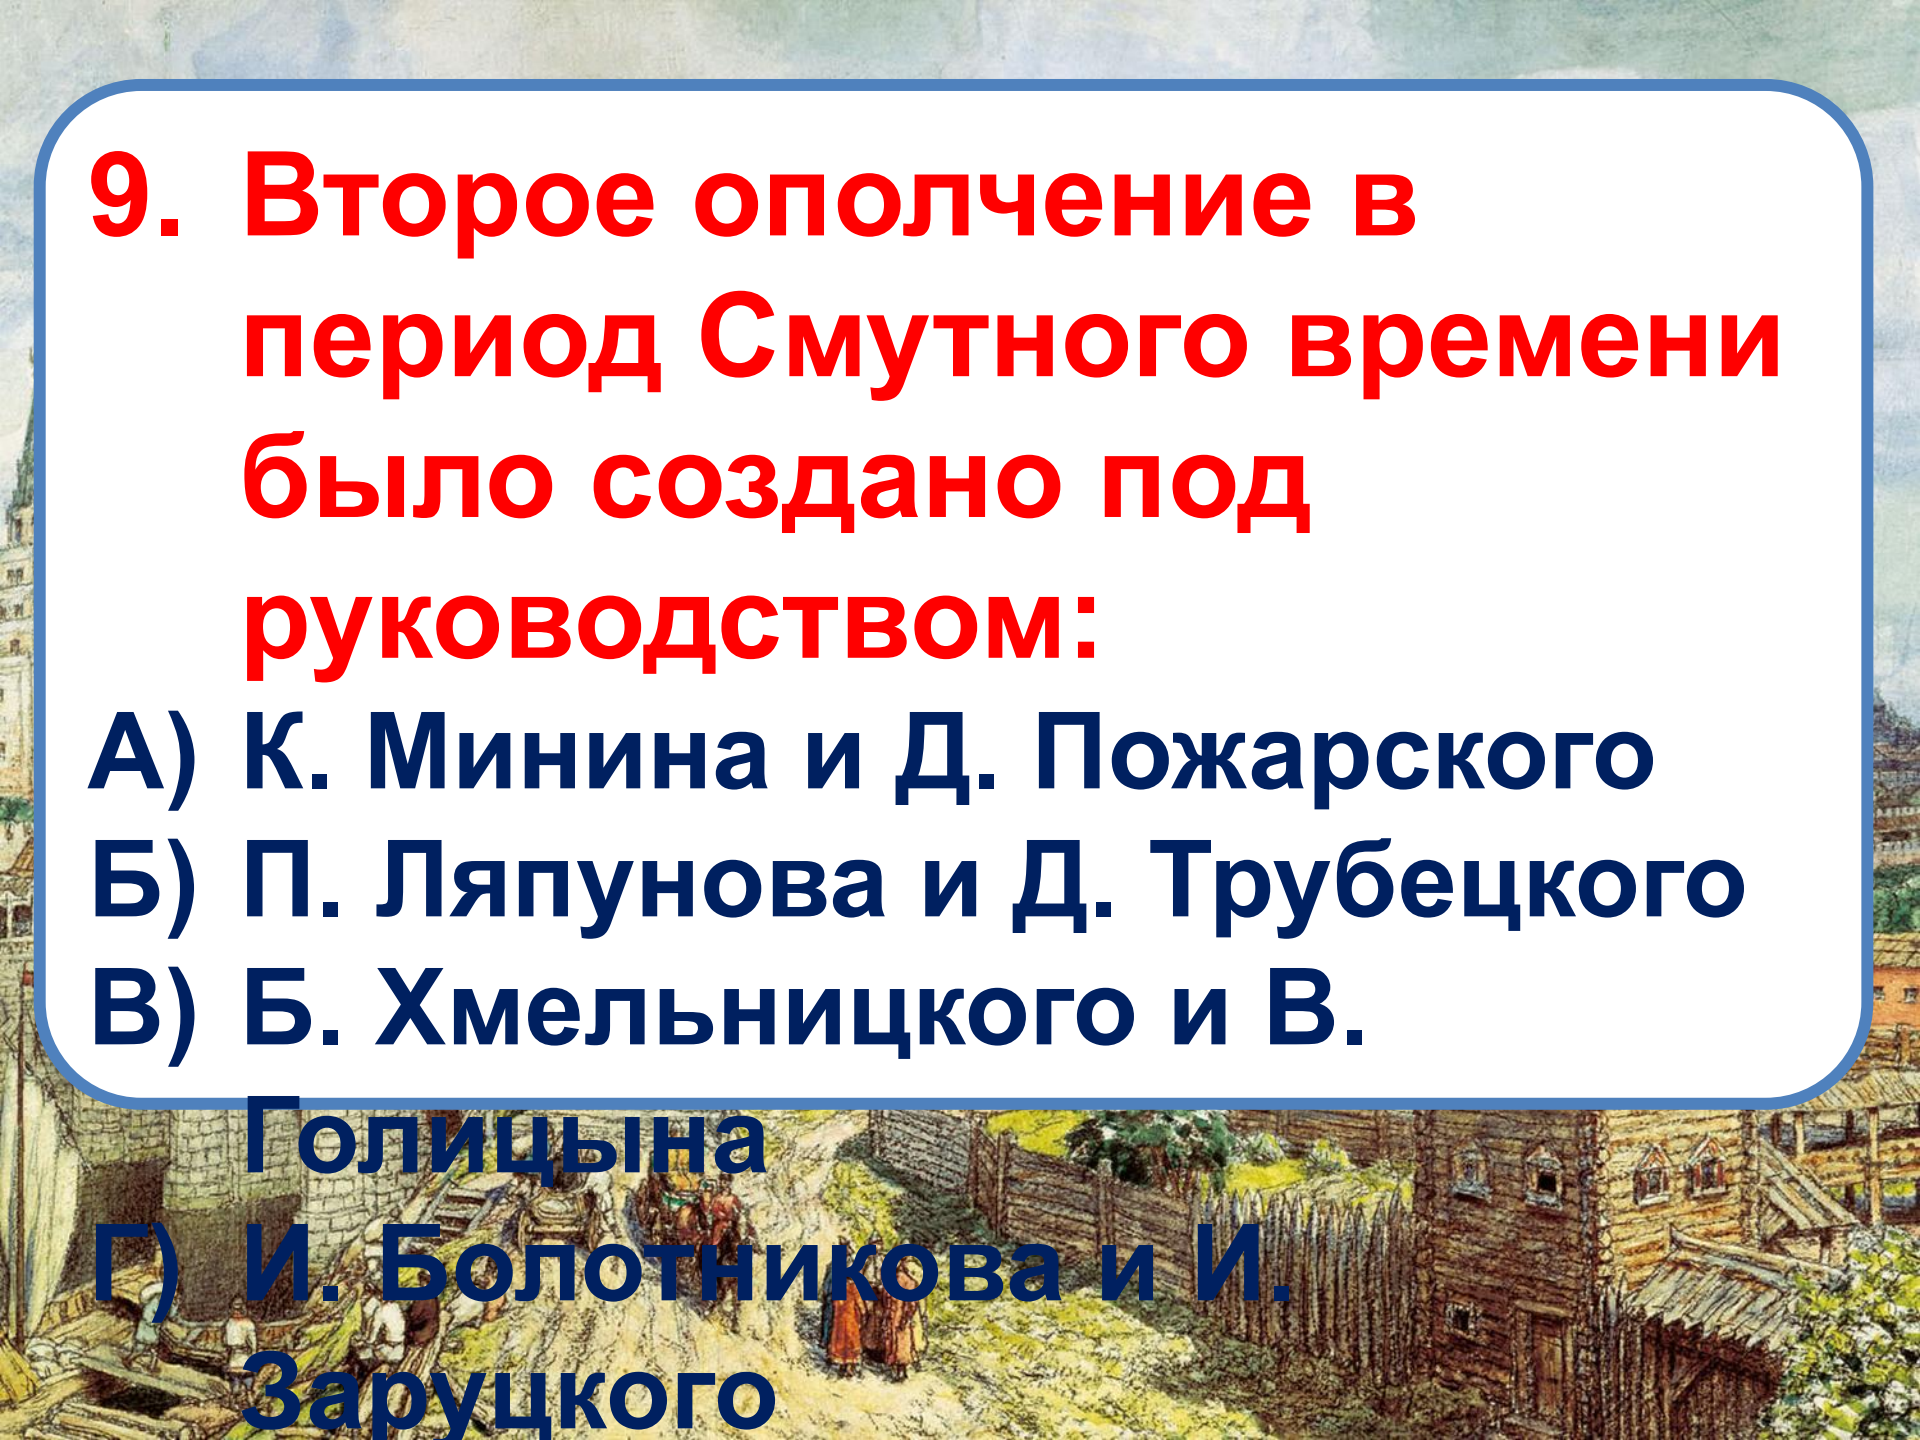 9. Второе ополчение в
период Смутного времени
было создано под
руководством:
А) К. Минина и Д. Пожарского
Б) П. Ляпунова и Д. Трубецкого
В) Б. Хмельницкого и В.
Голицына
Г) И. Болотникова и И.
Заруцкого